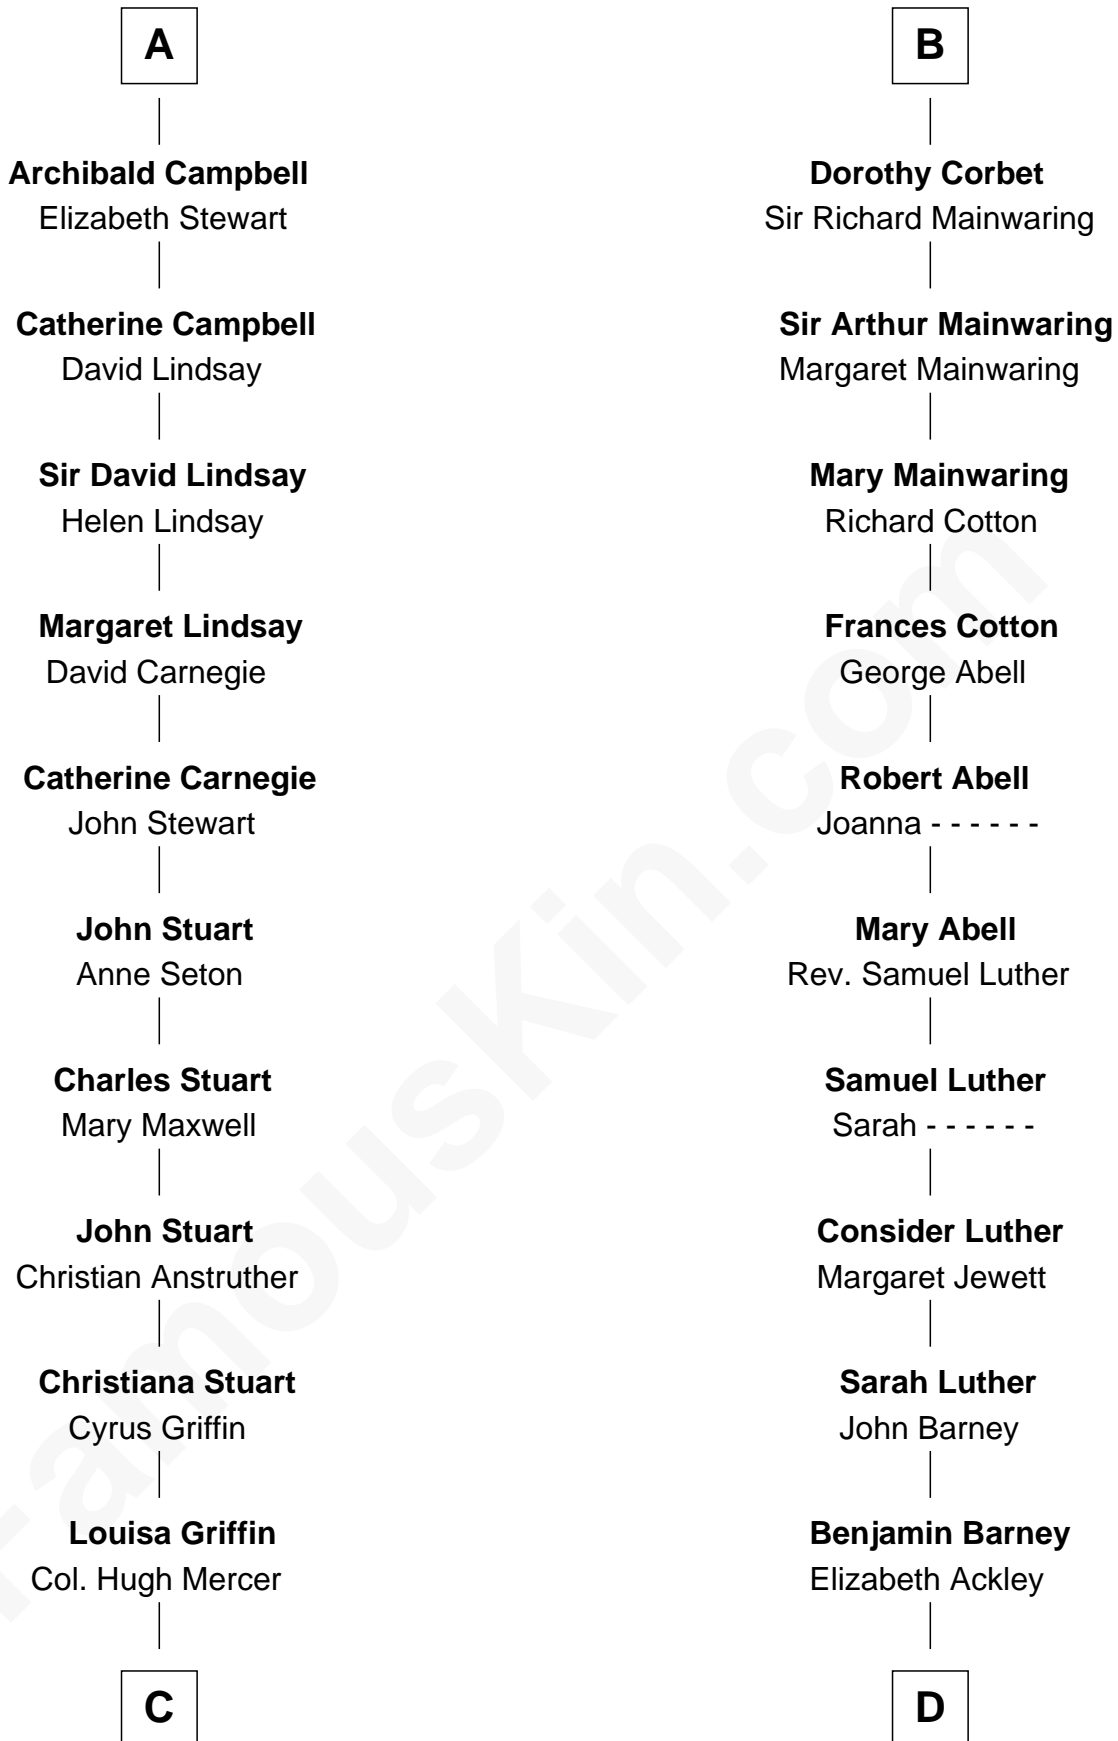 A
Archibald Campbell
Elizabeth Stewart
Catherine Campbell
David Lindsay
Sir David Lindsay
Helen Lindsay
Margaret Lindsay
David Carnegie
Catherine Carnegie
John Stewart
John Stuart
Anne Seton
Charles Stuart
Mary Maxwell
John Stuart
Christian Anstruther
Christiana Stuart
Cyrus Griffin
Louisa Griffin
Col. Hugh Mercer
C
B
Dorothy Corbet
Sir Richard Mainwaring
Sir Arthur Mainwaring
Margaret Mainwaring
Mary Mainwaring
Richard Cotton
Frances Cotton
George Abell
Robert Abell
Joanna - - - - - -
Mary Abell
Rev. Samuel Luther
Samuel Luther
Sarah - - - - - -
Consider Luther
Margaret Jewett
Sarah Luther
John Barney
Benjamin Barney
Elizabeth Ackley
D
FamousKin.com